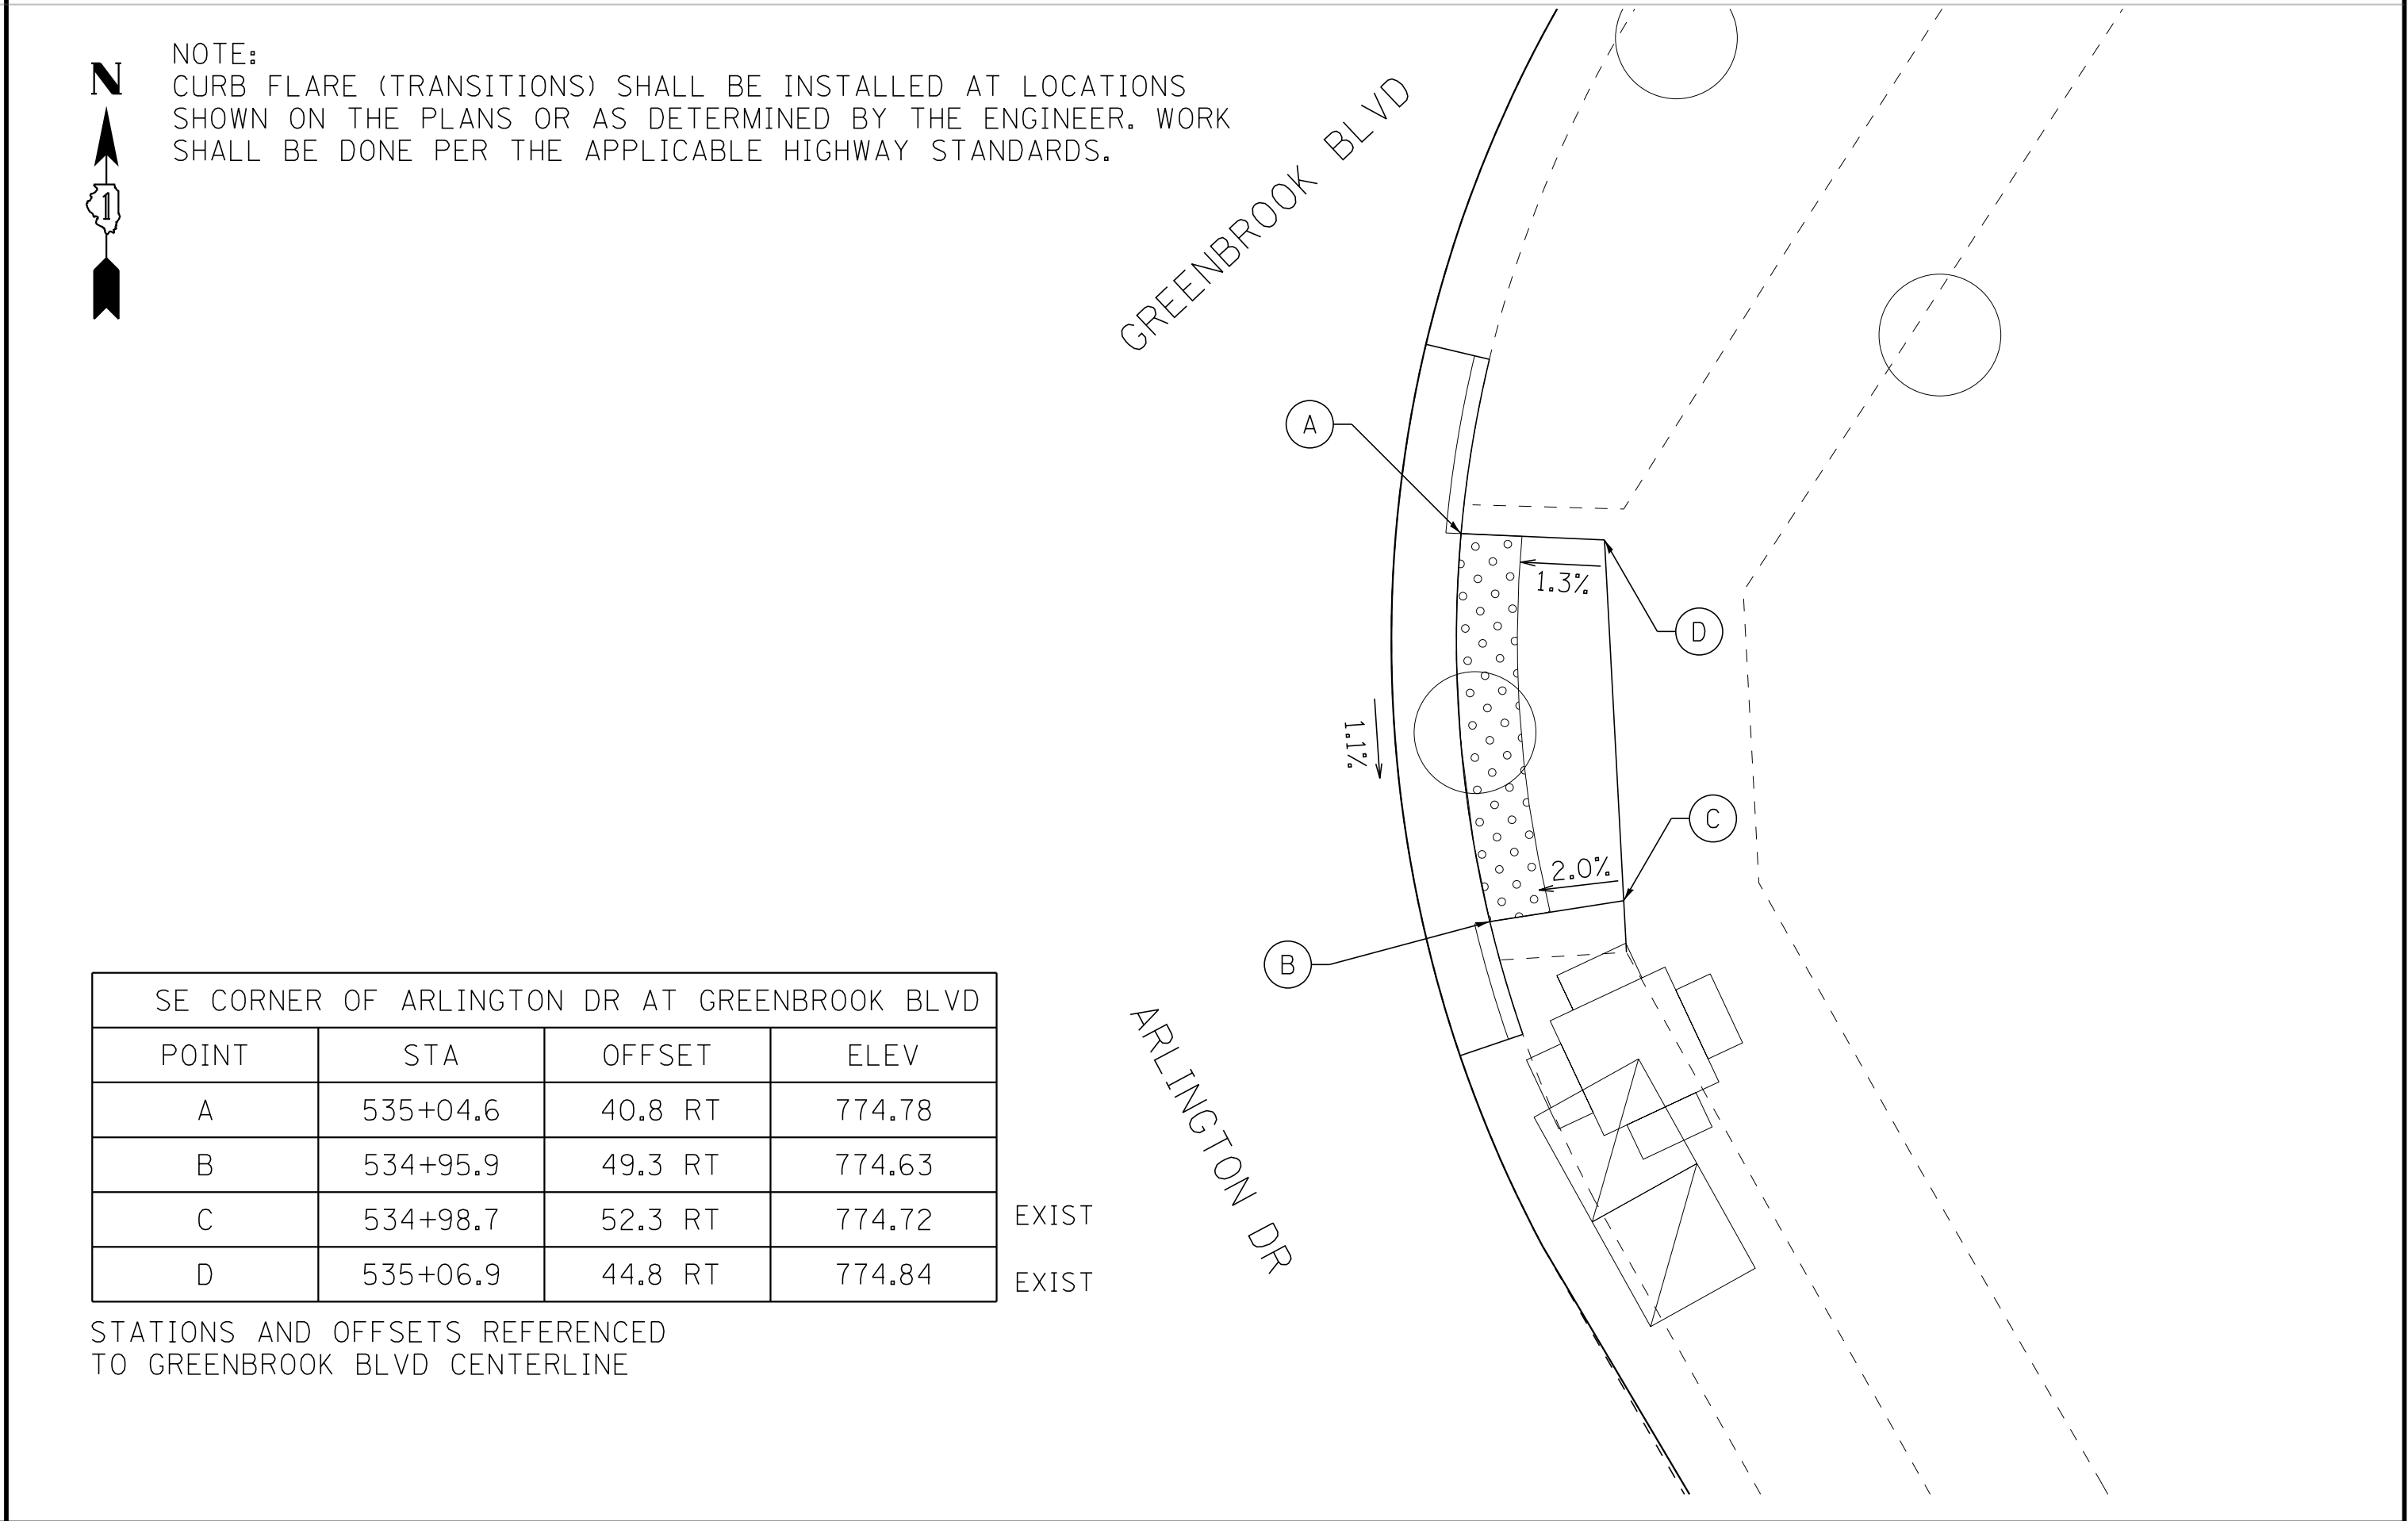 N
1
NOTE:
CURB FLARE (TRANSITIONS) SHALL BE INSTALLED AT LOCATIONS
SHOWN ON THE PLANS OR AS DETERMINED BY THE ENGINEER. WORK
SHALL BE DONE PER THE APPLICABLE HIGHWAY STANDARDS.
GREENBROOK BLVD
A
1.3%
D
1.1%
C
2.0%
B
ARLINGTON DR
SE CORNER OF ARLINGTON DR AT GREENBROOK BLVD
POINT STA OFFSET ELEV
A 535+04.6 40.8 RT 774.78
B 534+95.9 49.3 RT 774.63
C 534+98.7 52.3 RT 774.72 EXIST
D 535+06.9 44.8 RT 774.84 EXIST
STATIONS AND OFFSETS REFERENCED
TO GREENBROOK BLVD CENTERLINE